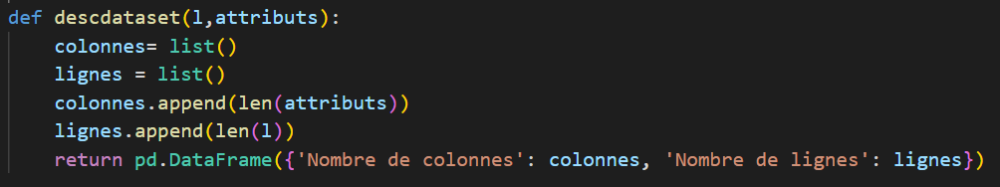 def descdataset(l,attributs):
    colonnes= list()
    lignes = list()
    colonnes.append(len(attributs))
    lignes.append(len(l))
    return pd.DataFrame({'Nombre de colonnes': colonnes, 'Nombre de lignes': lignes})